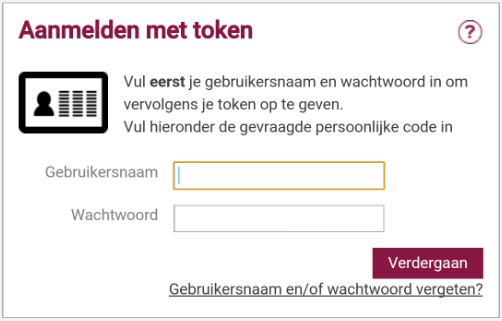 Aanmelden met token
?
Vul eerst je gebruikersnaam en wachtwoord in om
vervolgens je token op te geven.
Vul hieronder de gevraagde persoonlijke code in
Gebruikersnaam
Wachtwoord
Verdergaan
Gebruikersnaam en/of wachtwoord vergeten?